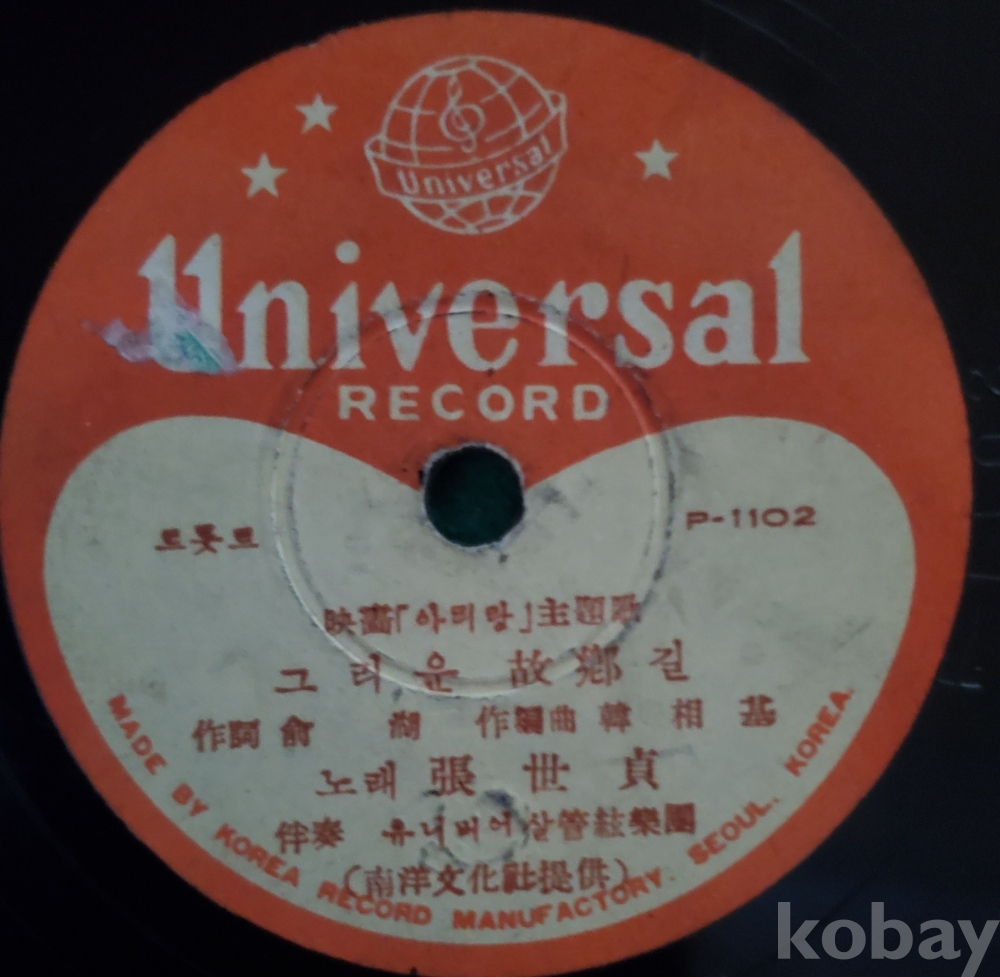 Universal
Universal
RECORD
트롯트
P-1102
映畵「아리랑」主題歌
그리운 故鄕길
作詞 兪湖 作編曲 韓相基
노래 張世貞
伴奏 유니버어살管絃樂團
(南洋文化社提供)
MADE BY KOREA RECORD MANUFACTORY. SEOUL. KOREA.
kobay